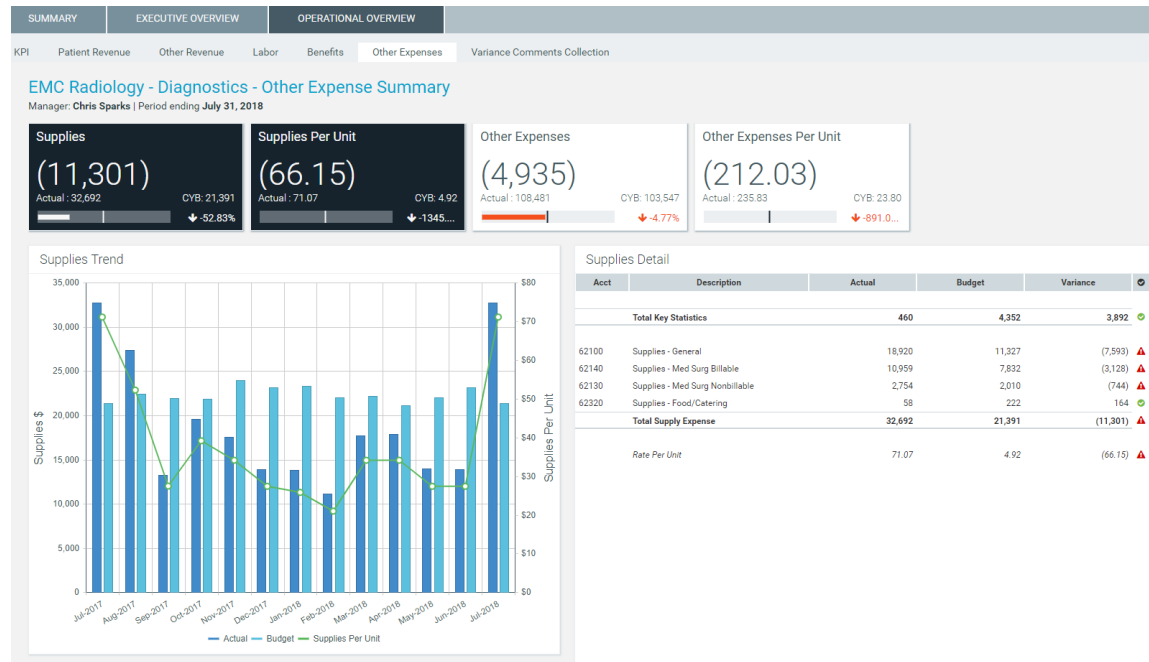 SUMMARY EXECUTIVE OVERVIEW OPERATIONAL OVERVIEW
KPI Patient Revenue Other Revenue Labor Benefits Other Expenses Variance Comments Collection
EMC Radiology - Diagnostics - Other Expense Summary
Manager: Chris Sparks | Period ending July 31, 2018
Supplies
(11,301)
Actual : 32,692 CYB: 21,391
-52.83%
Supplies Per Unit
(66.15)
Actual : 71.07 CYB: 4.92
-1345....
Other Expenses
(4,935)
Actual : 108,481 CYB: 103,547
-4.77%
Other Expenses Per Unit
(212.03)
Actual : 235.83 CYB: 23.80
-891.0...
Supplies Trend
35,000
30,000
25,000
20,000
15,000
10,000
5,000
0
Supplies $
$80
$70
$60
$50
$40
$30
$20
$10
$0
Supplies Per Unit
Jul-2017 Aug-2017 Sep-2017 Oct-2017 Nov-2017 Dec-2017 Jan-2018 Feb-2018 Mar-2018 Apr-2018 May-2018 Jun-2018 Jul-2018
Actual Budget Supplies Per Unit
Supplies Detail
Acct Description Actual Budget Variance
Total Key Statistics 460 4,352 3,892
62100 Supplies - General 18,920 11,327 (7,593)
62140 Supplies - Med Surg Billable 10,959 7,832 (3,128)
62130 Supplies - Med Surg Nonbillable 2,754 2,010 (744)
62320 Supplies - Food/Catering 58 222 164
Total Supply Expense 32,692 21,391 (11,301)
Rate Per Unit 71.07 4.92 (66.15)